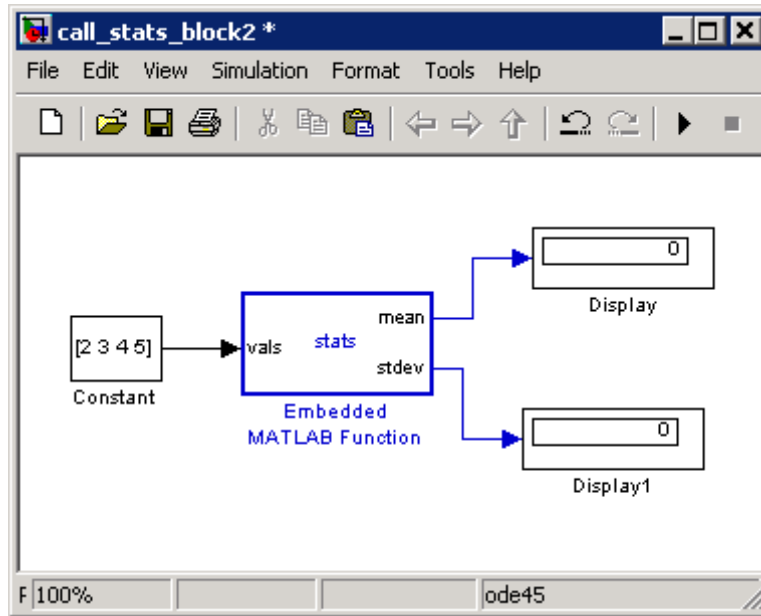 call_stats_block2 *
File Edit View Simulation Format Tools Help
0
Display
mean
[2 3 4 5]
vals
stats
stdev
Constant
Embedded
MATLAB Function
0
Display1
F 100%
ode45